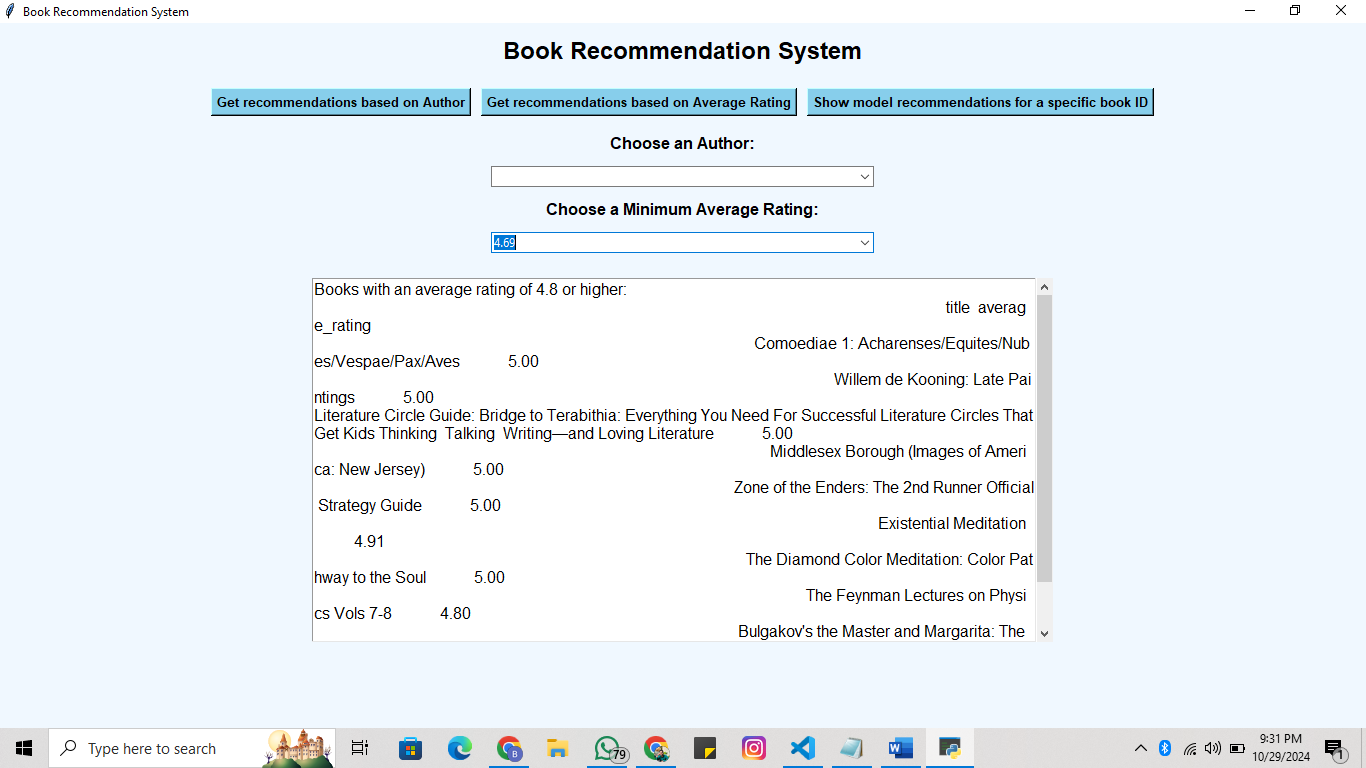 Book Recommendation System
Book Recommendation System
Get recommendations based on Author
Get recommendations based on Average Rating
Show model recommendations for a specific book ID
Choose an Author:
Choose a Minimum Average Rating:
4.69
Books with an average rating of 4.8 or higher:
title averag
e_rating
Comoediae 1: Acharenses/Equites/Nub
es/Vespae/Pax/Aves 5.00
Willem de Kooning: Late Pai
ntings 5.00
Literature Circle Guide: Bridge to Terabithia: Everything You Need For Successful Literature Circles That
Get Kids Thinking Talking Writing—and Loving Literature 5.00
Middlesex Borough (Images of Ameri
ca: New Jersey) 5.00
Zone of the Enders: The 2nd Runner Official
Strategy Guide 5.00
Existential Meditation
4.91
The Diamond Color Meditation: Color Pat
hway to the Soul 5.00
The Feynman Lectures on Physi
cs Vols 7-8 4.80
Bulgakov's the Master and Margarita: The
Type here to search
B
79
W
9:31 PM
10/29/2024
1